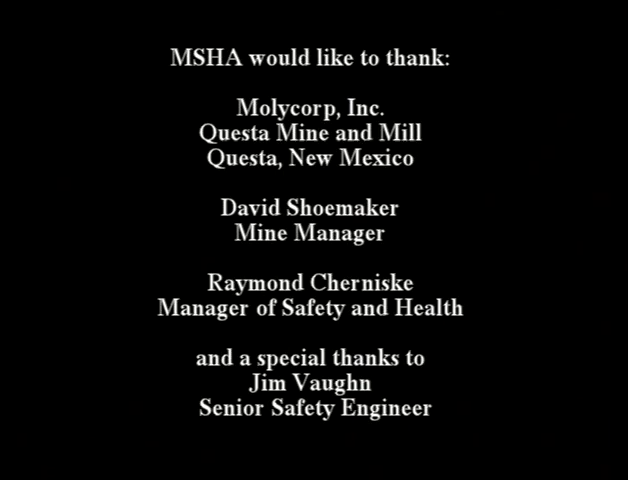 MSHA would like to thank:
Molycorp, Inc.
Questa Mine and Mill
Questa, New Mexico
David Shoemaker
Mine Manager
Raymond Cherniske
Manager of Safety and Health
and a special thanks to
Jim Vaughn
Senior Safety Engineer